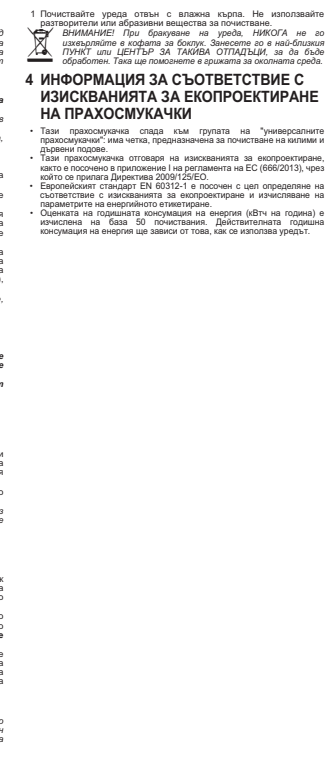 1 Почиствайте уреда отвън с влажна кърпа. Не използвайте
разтворители или абразивни вещества за почистване.
ВНИМАНИЕ! При бракуване на уреда, НИКОГА не го
изхвърляйте в кофата за боклук. Занесете го в най-близкия
ПУНКТ или ЦЕНТЪР ЗА ТАКИВА ОТПАДЪЦИ, за да бъде
обработен. Така ще помогнете в грижата за околната среда.
4 ИНФОРМАЦИЯ ЗА СЪОТВЕТСТВИЕ С
ИЗИСКВАНИЯТА ЗА ЕКОПРОЕКТИРАНЕ
НА ПРАХОСМУКАЧКИ
• Тази прахосмукачка спада към групата на "универсалните
прахосмукачки": има четка, предназначена за почистване на килими и
дървени подове.
• Тази прахосмукачка отговаря на изискванията за екопроектиране,
както е посочено в приложение I на регламента на ЕС (666/2013), чрез
който се прилага Директива 2009/125/ЕО.
• Европейският стандарт EN 60312-1 е посочен с цел определяне на
съответствие с изискванията за екопроектиране и изчисляване на
параметрите на енергийното етикетиране.
• Оценката на годишната консумация на енергия (кВтч на година) е
изчислена на база 50 почиствания. Действителната годишна
консумация на енергия ще зависи от това, как се използва уредът.